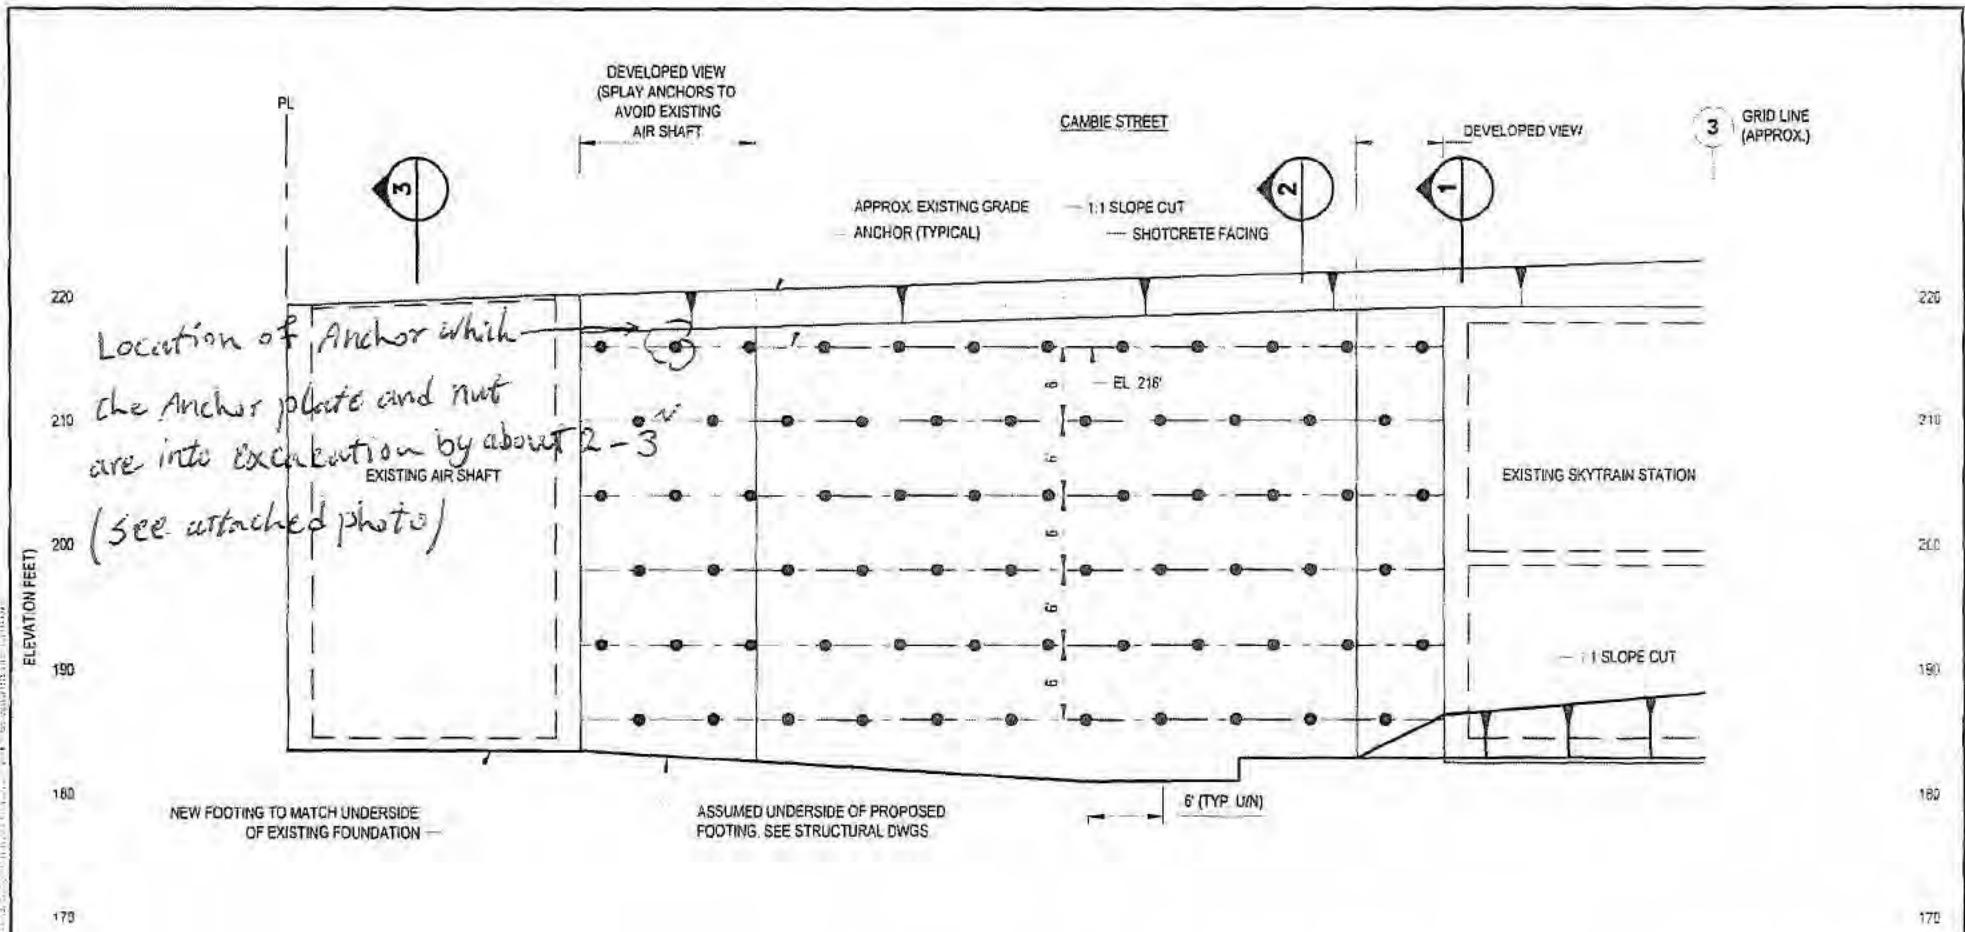 DEVELOPED VIEW
(SPLAY ANCHORS TO
AVOID EXISTING
AIR SHAFT
PL
CAMBIE STREET
DEVELOPED VIEW
3
GRID LINE
(APPROX.)
3
2
1
APPROX. EXISTING GRADE
1:1 SLOPE CUT
ANCHOR (TYPICAL)
SHOTCRETE FACING
220
220
Location of Anchor which
the Anchor plate and nut
are into excavation by about 2-3"
(see attached photo)
EL 216'
6'
6'
6'
6'
6'
210
210
EXISTING AIR SHAFT
EXISTING SKYTRAIN STATION
200
200
ELEVATION FEET)
1:1 SLOPE CUT
190
190
180
180
NEW FOOTING TO MATCH UNDERSIDE
OF EXISTING FOUNDATION
ASSUMED UNDERSIDE OF PROPOSED
FOOTING. SEE STRUCTURAL DWGS.
6' (TYP. U/N)
170
170